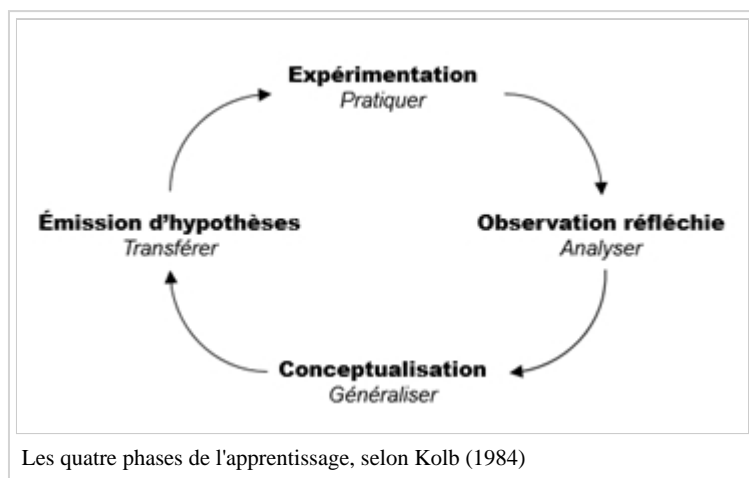 Expérimentation
Pratiquer
Émission d'hypothèses
Transférer
Observation réfléchie
Analyser
Conceptualisation
Généraliser
Les quatre phases de l'apprentissage, selon Kolb (1984)